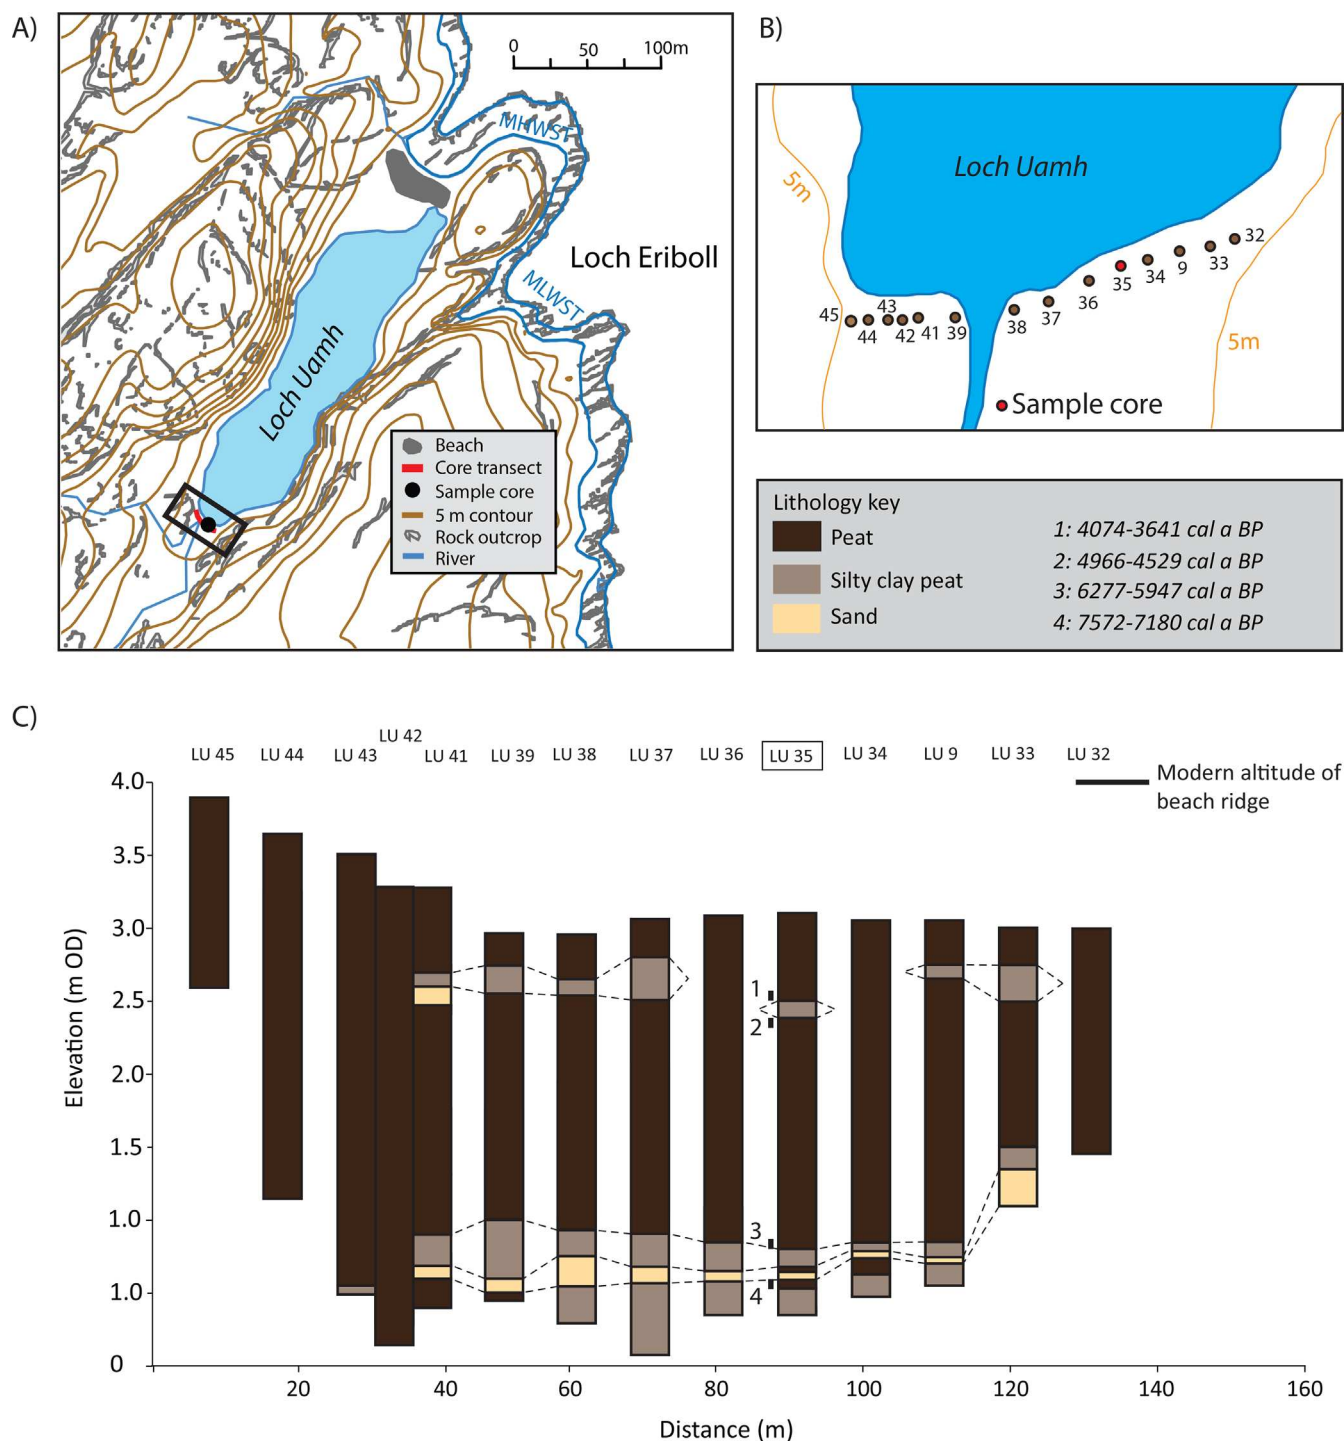 A)
0 50 100m
MHWST
Loch Eriboll
MLWST
Loch Uamh
Beach
Core transect
Sample core
5 m contour
Rock outcrop
River
B)
Loch Uamh
5m
32
33
9
34
35
36
37
38
45 43
44 42 41 39
5m
Sample core
Lithology key
Peat
Silty clay peat
Sand
1: 4074-3641 cal a BP
2: 4966-4529 cal a BP
3: 6277-5947 cal a BP
4: 7572-7180 cal a BP
C)
LU 42
LU 45 LU 44 LU 43 LU 41 LU 39 LU 38 LU 37 LU 36 LU 35 LU 34 LU 9 LU 33 LU 32
Modern altitude of
beach ridge
4.0
3.5
3.0
2.5
2.0
1.5
1.0
1.0
0
Elevation (m OD)
1
2
3
4
20 40 60 80 100 120 140 160
Distance (m)